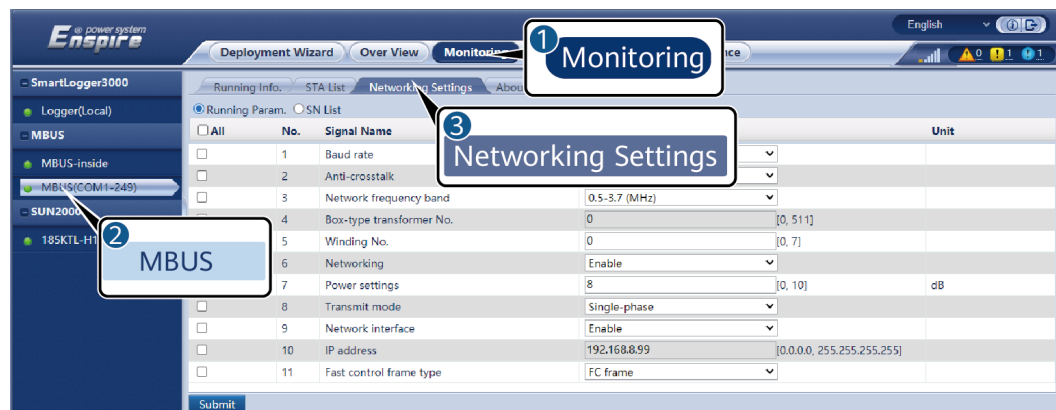 Enspire power system
English
Deployment Wizard Over View Monitoring nce
1 Monitoring
0 1 1
SmartLogger3000
Running Info. STA List Networking Settings Abou
Logger(Local)
Running Param. SN List
MBUS
All No. Signal Name Unit
3 Networking Settings
MBUS-inside
1 Baud rate
MBUS(COM1-249)
2 Anti-crosstalk
3 Network frequency band 0.5-3.7 (MHz)
SUN2000
4 Box-type transformer No. 0 [0, 511]
185KTL-H1
5 Winding No. 0 [0, 7]
2 MBUS
6 Networking Enable
7 Power settings 8 [0, 10] dB
8 Transmit mode Single-phase
9 Network interface Enable
10 IP address 192.168.8.99 [0.0.0.0, 255.255.255.255]
11 Fast control frame type FC frame
Submit